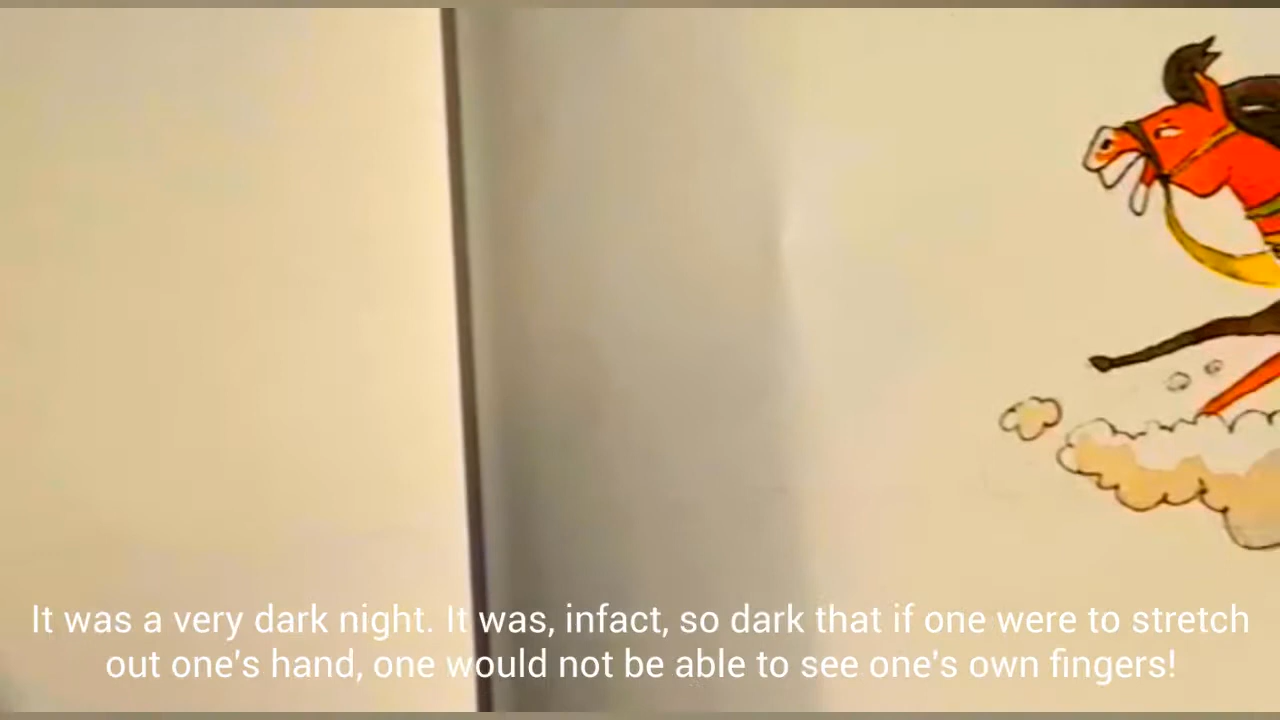 It was a very dark night. It was, infact, so dark that if one were to stretch
out one's hand, one would not be able to see one's own fingers!